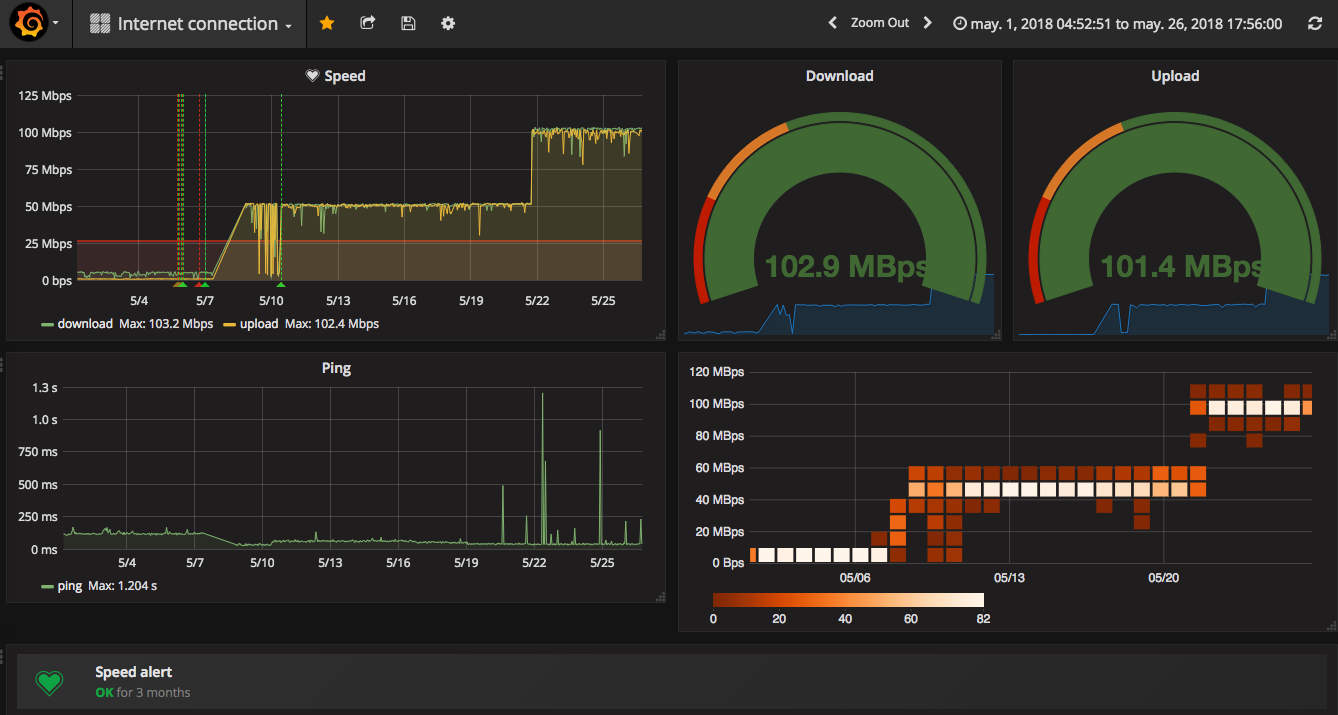 Internet connection
Zoom Out
may. 1, 2018 04:52:51 to may. 26, 2018 17:56:00
Speed
125 Mbps
100 Mbps
75 Mbps
50 Mbps
25 Mbps
0 bps
5/4 5/7 5/10 5/13 5/16 5/19 5/22 5/25
download Max: 103.2 Mbps upload Max: 102.4 Mbps
Download
102.9 MBps
Upload
101.4 MBps
Ping
1.3 s
1.0 s
750 ms
500 ms
250 ms
0 ms
5/4 5/7 5/10 5/13 5/16 5/19 5/22 5/25
ping Max: 1.204 s
120 MBps
100 MBps
80 MBps
60 MBps
40 MBps
20 MBps
0 Bps
05/06 05/13 05/20
0 20 40 60 82
Speed alert
OK for 3 months